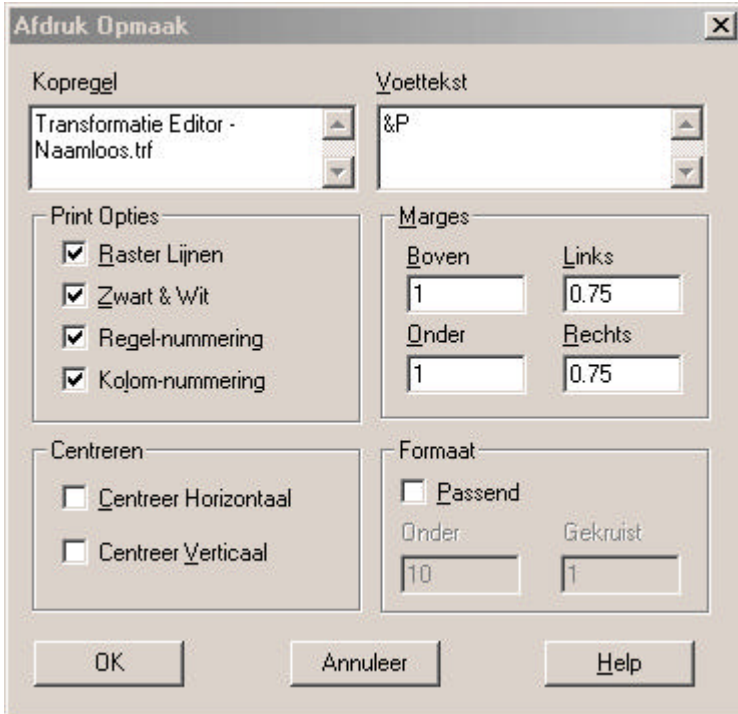 Afdruk Opmaak
Kopregel
Voettekst
Transformatie Editor -
Naamloos.trf
&P
Print Opties
Raster Lijnen
Zwart & Wit
Regel-nummering
Kolom-nummering
Marges
Boven
Links
1
0.75
Onder
Rechts
1
0.75
Centreren
Centreer Horizontaal
Centreer Verticaal
Formaat
Passend
Onder
Gekruist
10
1
OK
Annuleer
Help